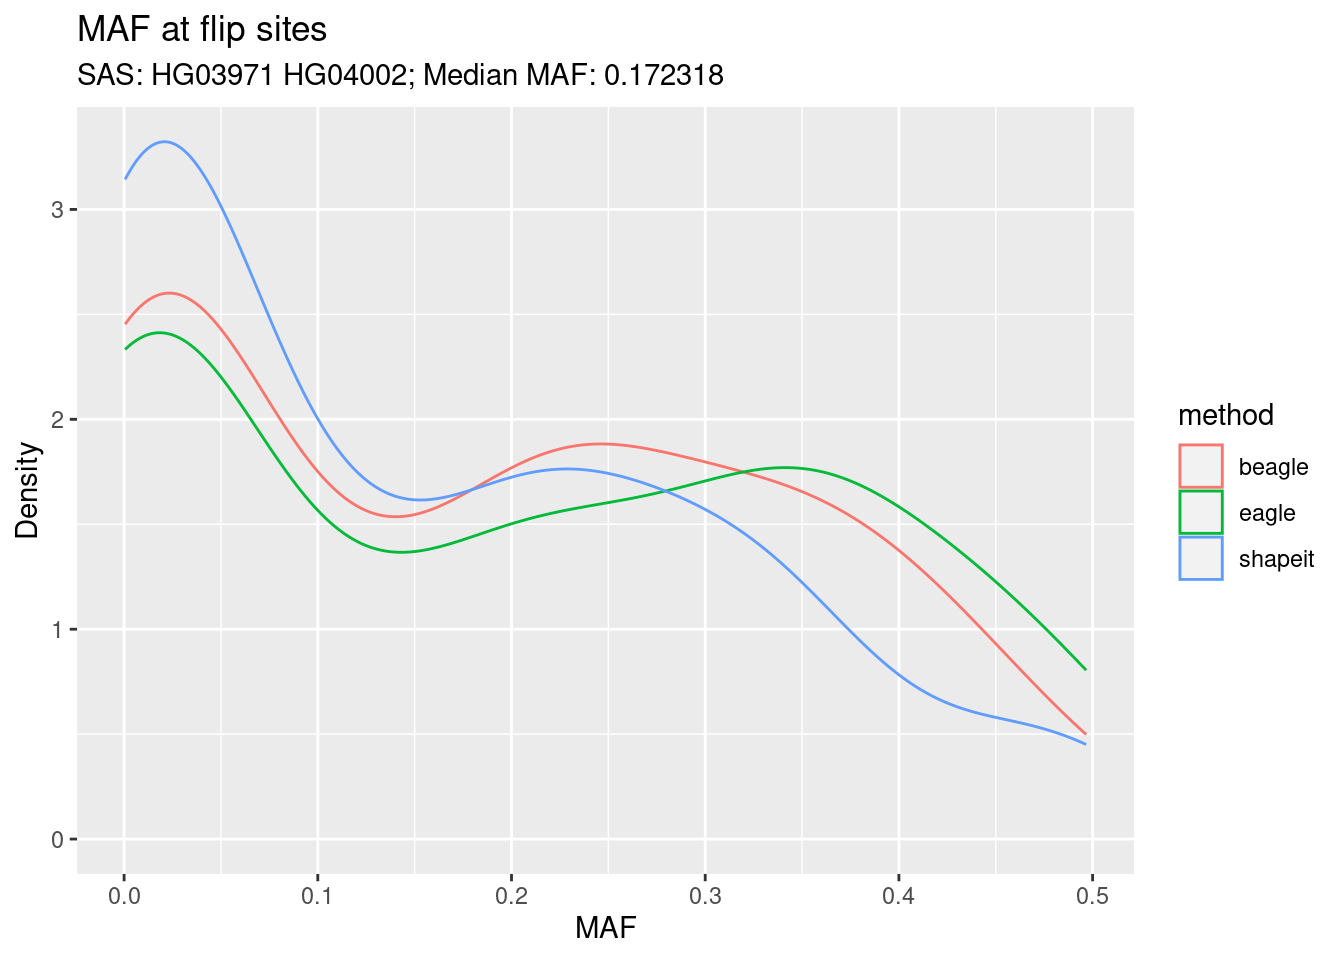 MAF at flip sites
SAS: HG03971 HG04002; Median MAF: 0.172318
Density
3
2
1
0
0.0 0.1 0.2 0.3 0.4 0.5
MAF
method
beagle
eagle
shapeit